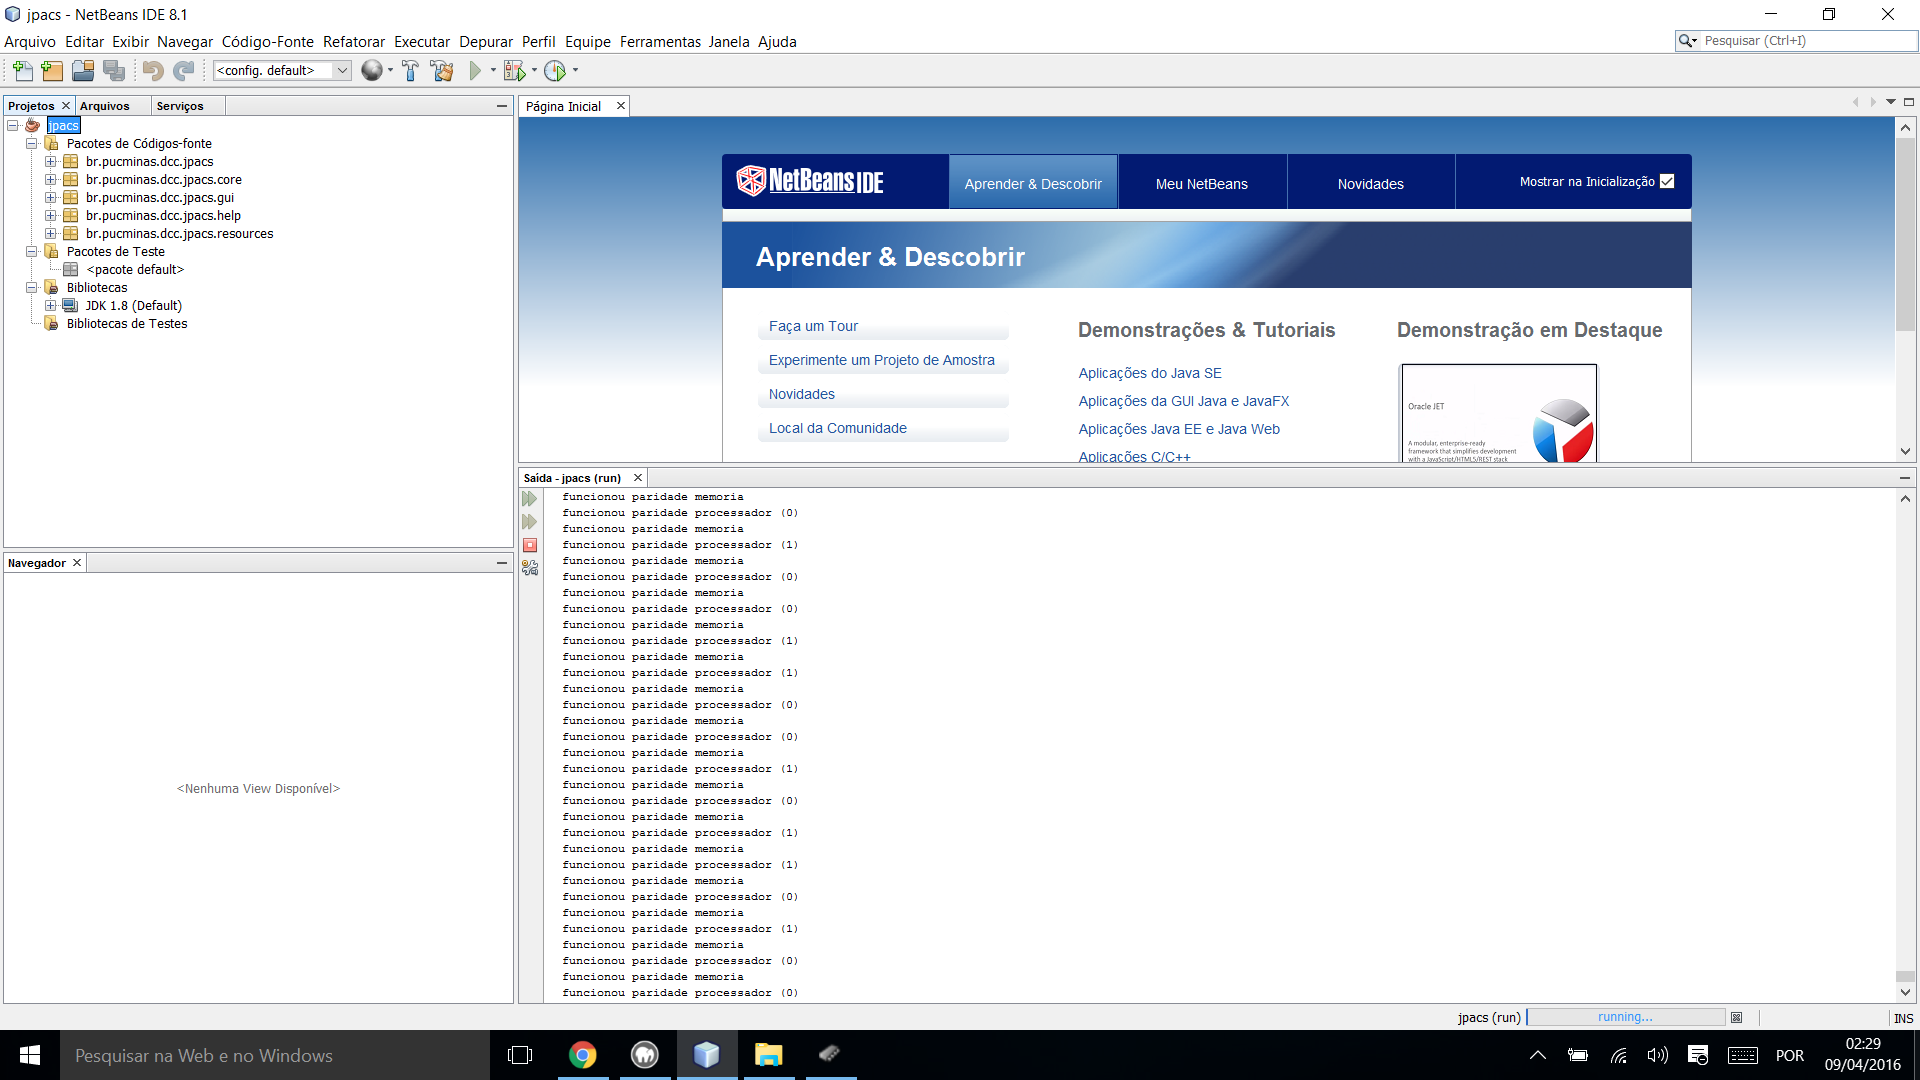 jpacs - NetBeans IDE 8.1
Arquivo Editar Exibir Navegar Código-Fonte Refatorar Executar Depurar Perfil Equipe Ferramentas Janela Ajuda
Pesquisar (Ctrl+I)
<config. default>
Projetos Arquivos Serviços
jpacs
Pacotes de Códigos-fonte
br.pucminas.dcc.jpacs
br.pucminas.dcc.jpacs.core
br.pucminas.dcc.jpacs.gui
br.pucminas.dcc.jpacs.help
br.pucminas.dcc.jpacs.resources
Pacotes de Teste
<pacote default>
Bibliotecas
JDK 1.8 (Default)
Bibliotecas de Testes
Navegador
<Nenhuma View Disponível>
Página Inicial
NetBeans IDE
Aprender & Descobrir
Meu NetBeans
Novidades
Mostrar na Inicialização
Aprender & Descobrir
Faça um Tour
Experimente um Projeto de Amostra
Novidades
Local da Comunidade
Demonstrações & Tutoriais
Aplicações do Java SE
Aplicações da GUI Java e JavaFX
Aplicações Java EE e Java Web
Aplicações C/C++
Demonstração em Destaque
Oracle JET
A modular, enterprise-ready
framework that simplifies development
with a JavaScript/HTML5/REST stack
Saída - jpacs (run)
funcionou paridade memoria
funcionou paridade processador (0)
funcionou paridade memoria
funcionou paridade processador (1)
funcionou paridade memoria
funcionou paridade processador (0)
funcionou paridade memoria
funcionou paridade processador (0)
funcionou paridade memoria
funcionou paridade processador (1)
funcionou paridade memoria
funcionou paridade processador (1)
funcionou paridade memoria
funcionou paridade processador (0)
funcionou paridade memoria
funcionou paridade processador (0)
funcionou paridade memoria
funcionou paridade processador (1)
funcionou paridade memoria
funcionou paridade processador (0)
funcionou paridade memoria
funcionou paridade processador (1)
funcionou paridade memoria
funcionou paridade processador (1)
funcionou paridade memoria
funcionou paridade processador (0)
funcionou paridade memoria
funcionou paridade processador (1)
funcionou paridade memoria
funcionou paridade processador (0)
funcionou paridade memoria
funcionou paridade processador (0)
jpacs (run)
running...
INS
Pesquisar na Web e no Windows
POR
02:29
09/04/2016